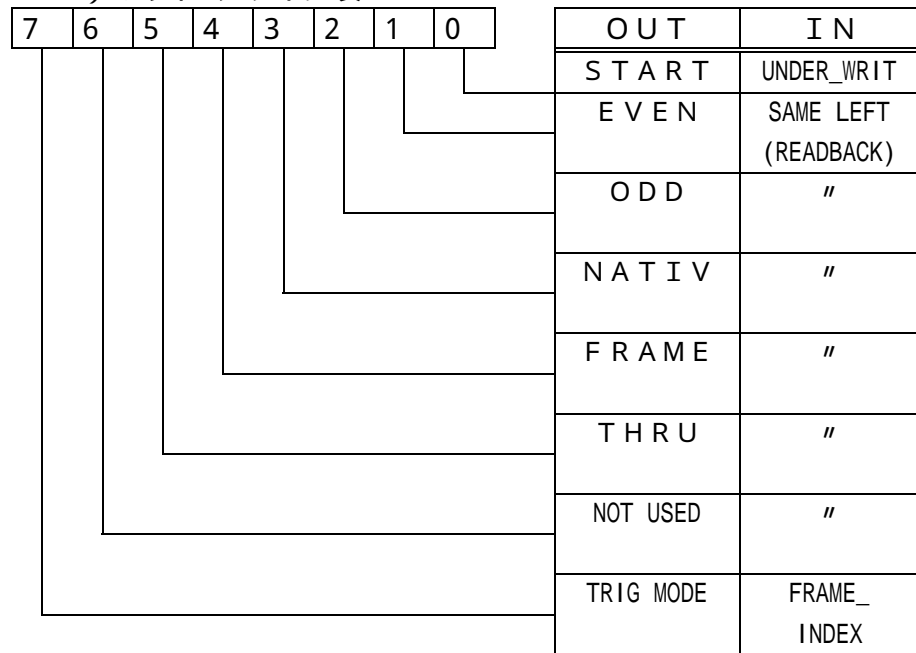 7 6 5 4 3 2 1 0
OUT IN
START UNDER_WRIT
EVEN SAME LEFT
(READBACK)
ODD 〃
NATIV 〃
FRAME 〃
THRU 〃
NOT USED 〃
TRIG MODE FRAME_
INDEX